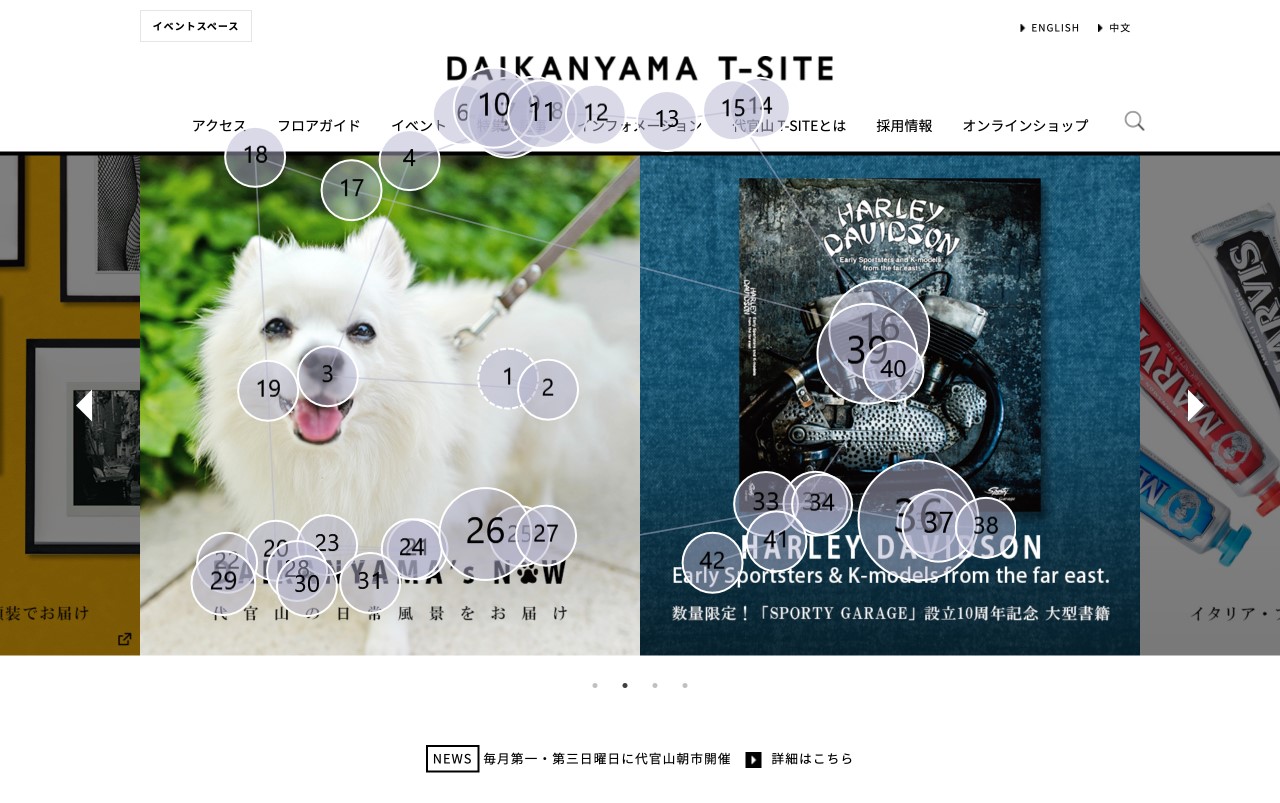 イベントスペース
ENGLISH
中文
DAIKANYAMA T-SITE
アクセス
フロアガイド
イベント
インフォメーション
代官山 T-SITEとは
採用情報
オンラインショップ
1
2
3
4
6
8
10
11
12
13
14
15
16
17
18
19
20
22
23
24
25
26
27
28
29
30
31
33
34
36
37
38
39
40
41
42
MARVIS
HARLEY
DAVIDSON
Early Sportsters and K-models
from the far easts
DAIKANYAMA's NOW
代官山の日常風景をお届け
HARLEY DAVIDSON
Early Sportsters & K-models from the far east.
数量限定！「SPORTY GARAGE」設立10周年記念 大型書籍
装でお届け
イタリア・フ
NEWS
毎月第一・第三日曜日に代官山朝市開催
詳細はこちら